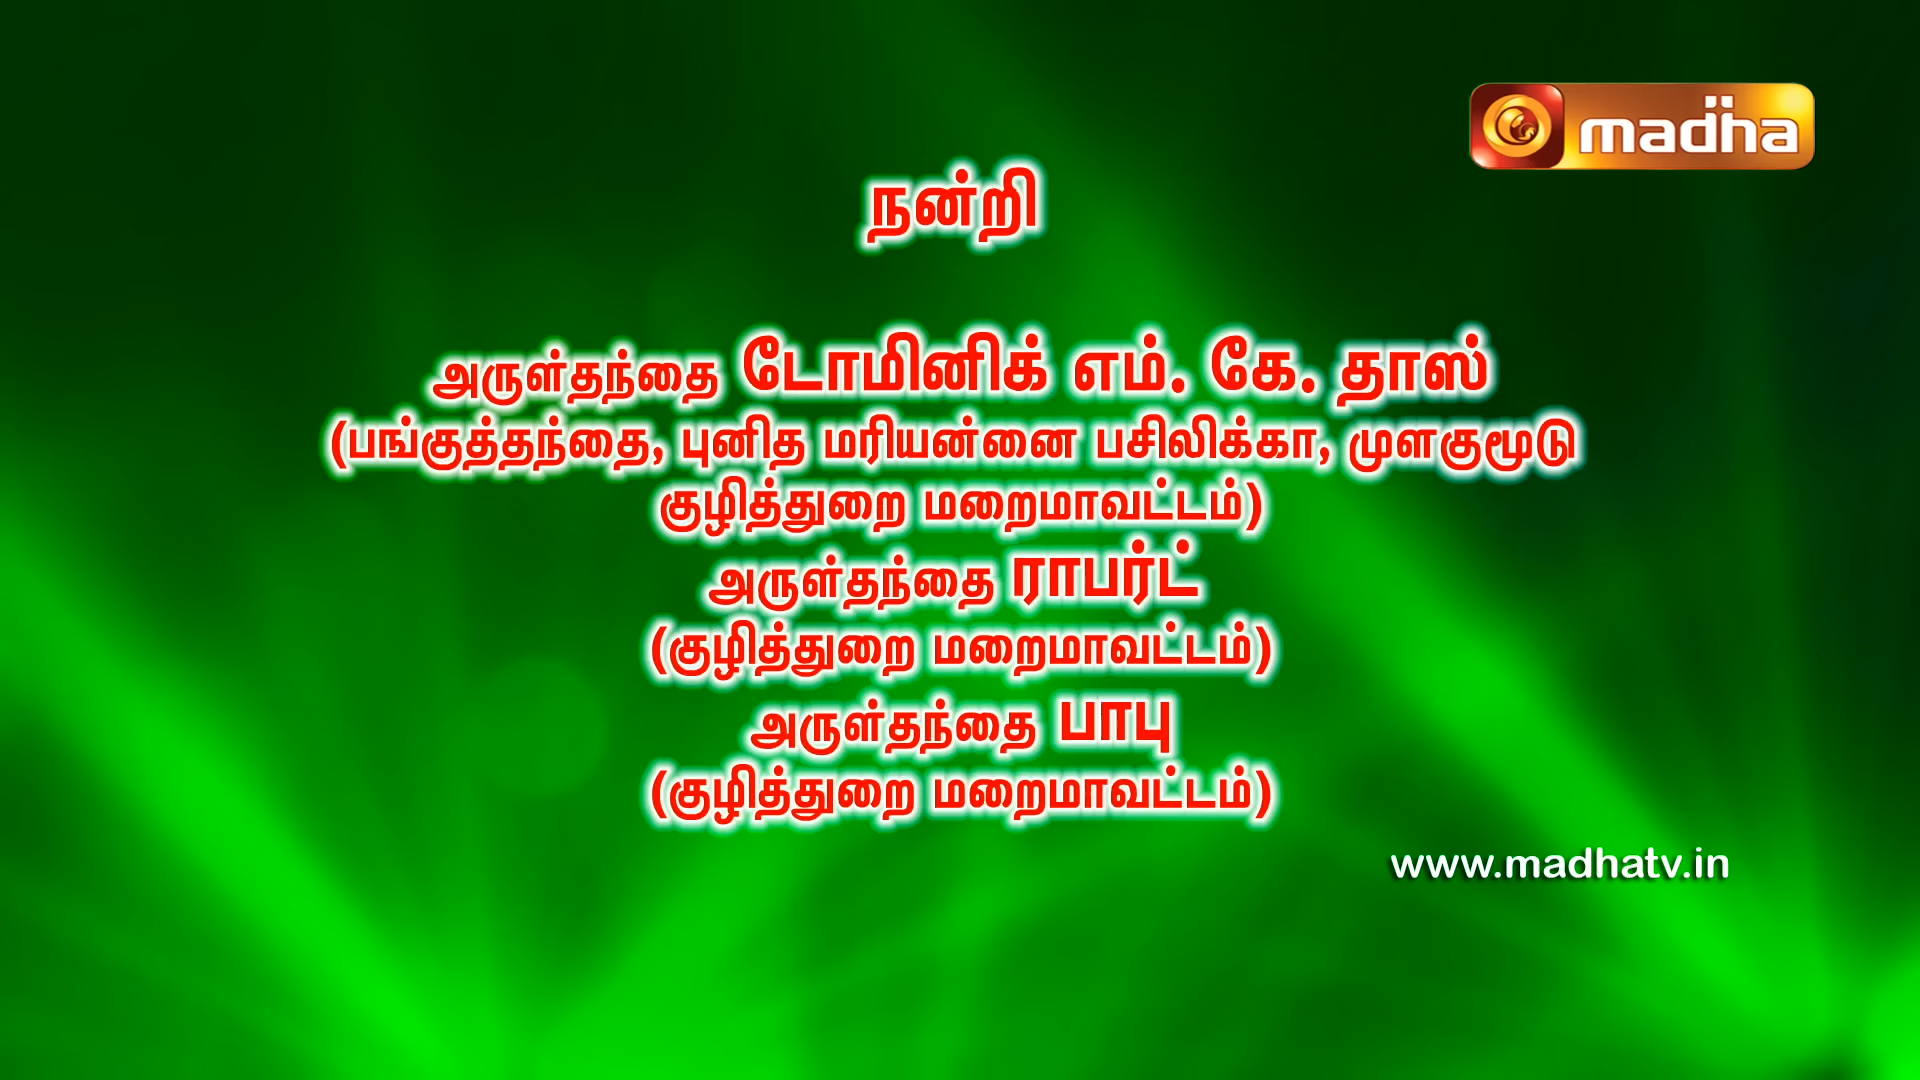 madha
நன்றி
அருள்தந்தை டோமினிக் எம். கே. தாஸ்
(பங்குத்தந்தை, புனித மரியன்னை பசிலிக்கா, முளகுமூடு
குழித்துறை மறைமாவட்டம்)
அருள்தந்தை ராபர்ட்
(குழித்துறை மறைமாவட்டம்)
அருள்தந்தை பாபு
(குழித்துறை மறைமாவட்டம்)
www.madhatv.in